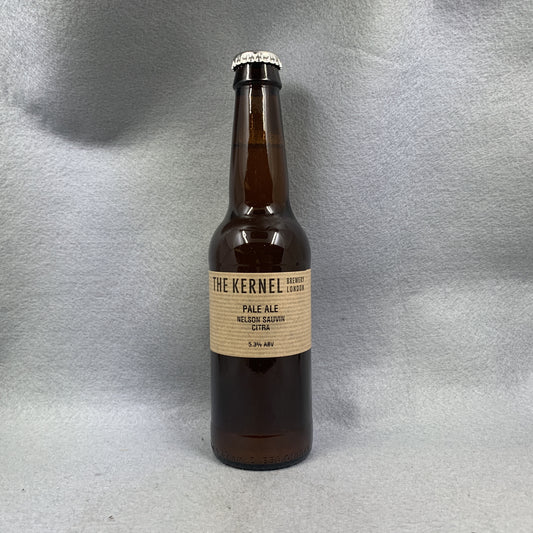 THE KERNEL BREWERY
LONDON
PALE ALE
NELSON SAUVIN
CITRA
5.3% ABV